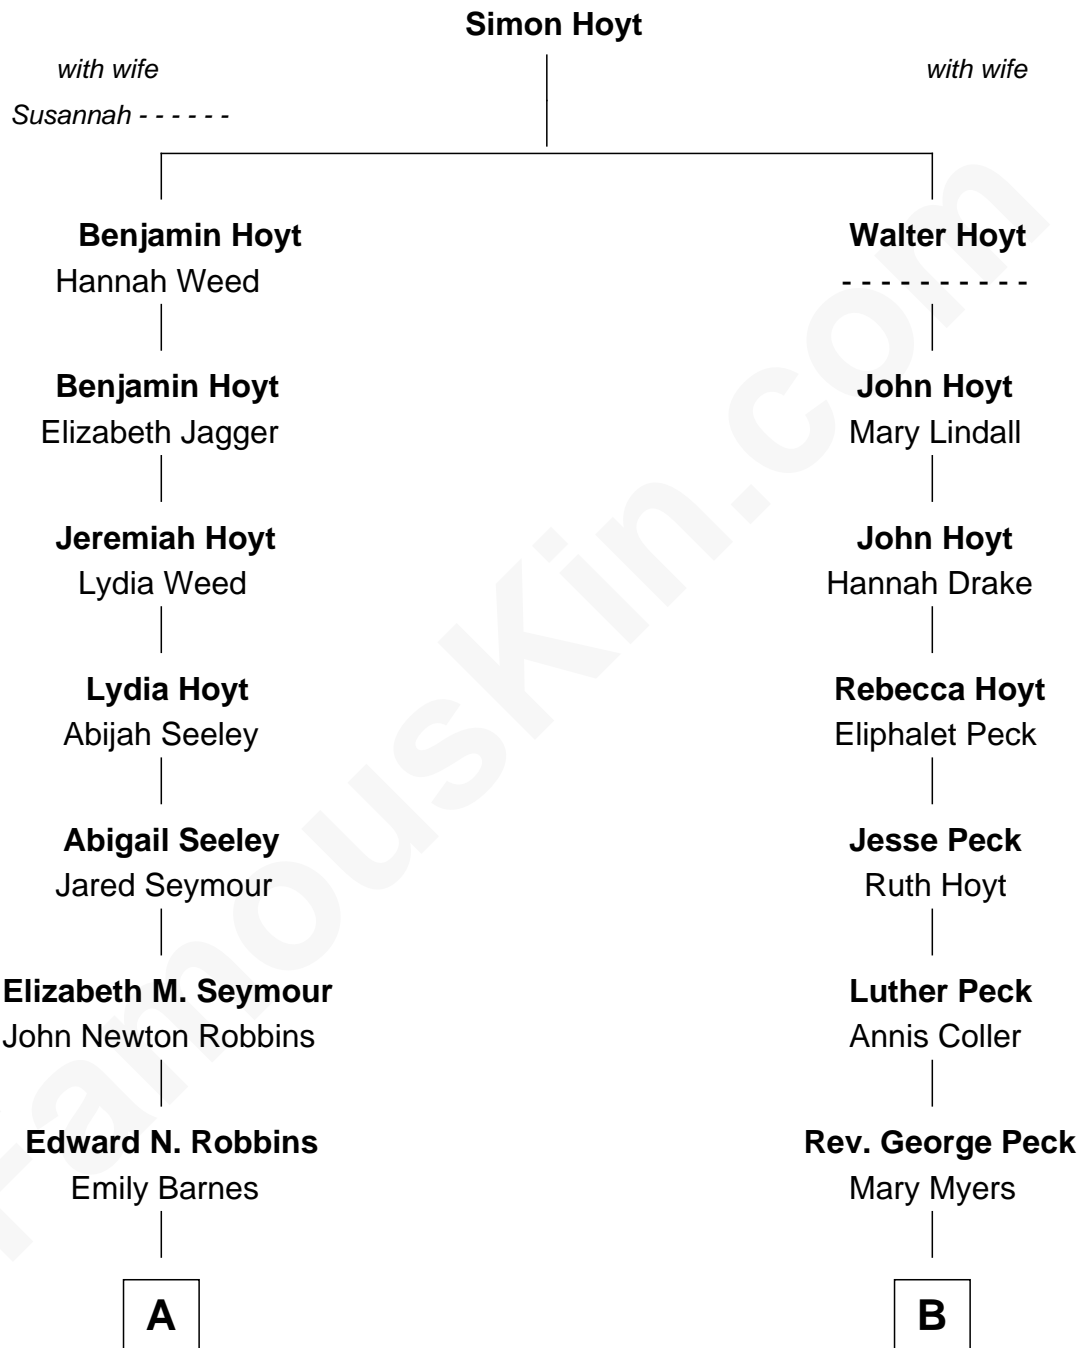 Simon Hoyt
with wife
with wife
Susannah - - - - - -
Benjamin Hoyt
Hannah Weed
Walter Hoyt
- - - - - - - - - -
Benjamin Hoyt
Elizabeth Jagger
John Hoyt
Mary Lindall
Jeremiah Hoyt
Lydia Weed
John Hoyt
Hannah Drake
Lydia Hoyt
Abijah Seeley
Rebecca Hoyt
Eliphalet Peck
Abigail Seeley
Jared Seymour
Jesse Peck
Ruth Hoyt
Elizabeth M. Seymour
John Newton Robbins
Luther Peck
Annis Coller
Edward N. Robbins
Emily Barnes
Rev. George Peck
Mary Myers
A
B
FamousKin.com